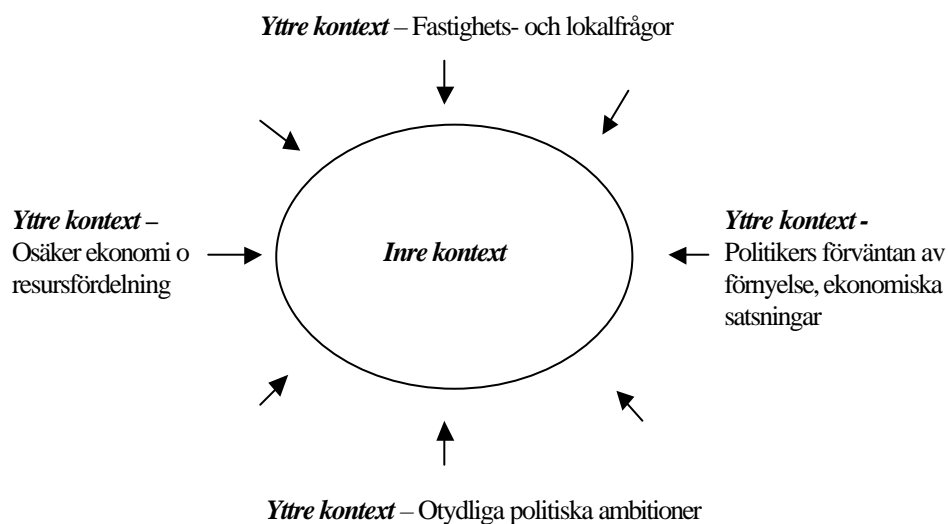 Yttre kontext – Fastighets- och lokalfrågor
Yttre kontext –
Osäker ekonomi o
resursfördelning
Inre kontext
Yttre kontext -
Politikers förväntan av
förnyelse, ekonomiska
satsningar
Yttre kontext – Otydliga politiska ambitioner